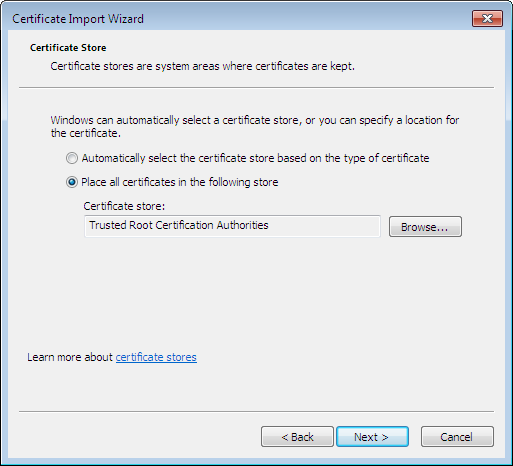 Certificate Import Wizard
Certificate Store
Certificate stores are system areas where certificates are kept.
Windows can automatically select a certificate store, or you can specify a location for
the certificate.
Automatically select the certificate store based on the type of certificate
Place all certificates in the following store
Certificate store:
Trusted Root Certification Authorities
Browse...
Learn more about certificate stores
< Back
Next >
Cancel